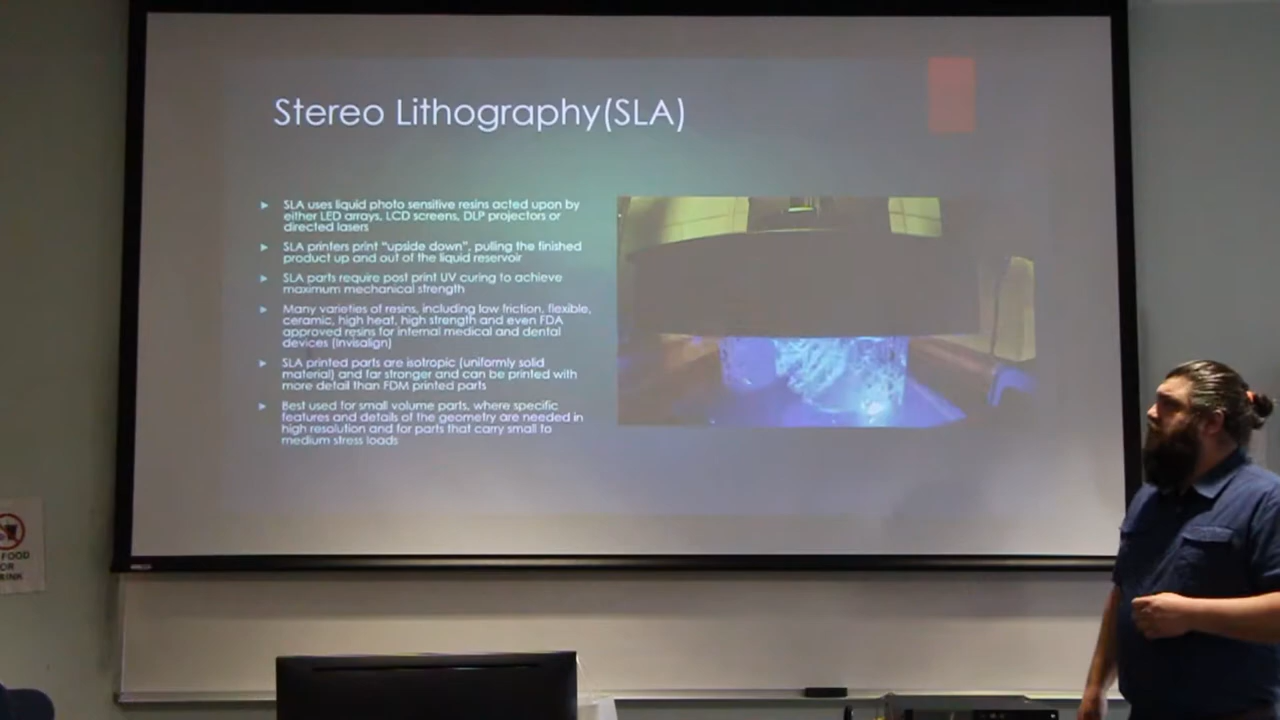 Stereo Lithography(SLA)
SLA uses liquid photo sensitive resins acted upon by
either LED arrays, LCD screens, DLP projectors or
directed lasers
SLA printers print “upside down”, pulling the finished
product up and out of the liquid reservoir
SLA parts require post print UV curing to achieve
maximum mechanical strength
Many varieties of resins, including low friction, flexible,
ceramic, high heat, high strength and even FDA
approved resins for internal medical and dental
devices (Invisalign)
SLA printed parts are isotropic (uniformly solid
material) and far stronger and can be printed with
more detail than FDM printed parts
Best used for small volume parts, where specific
features and details of the geometry are needed in
high resolution and for parts that carry small to
medium stress loads
FOOD
OR
RINK